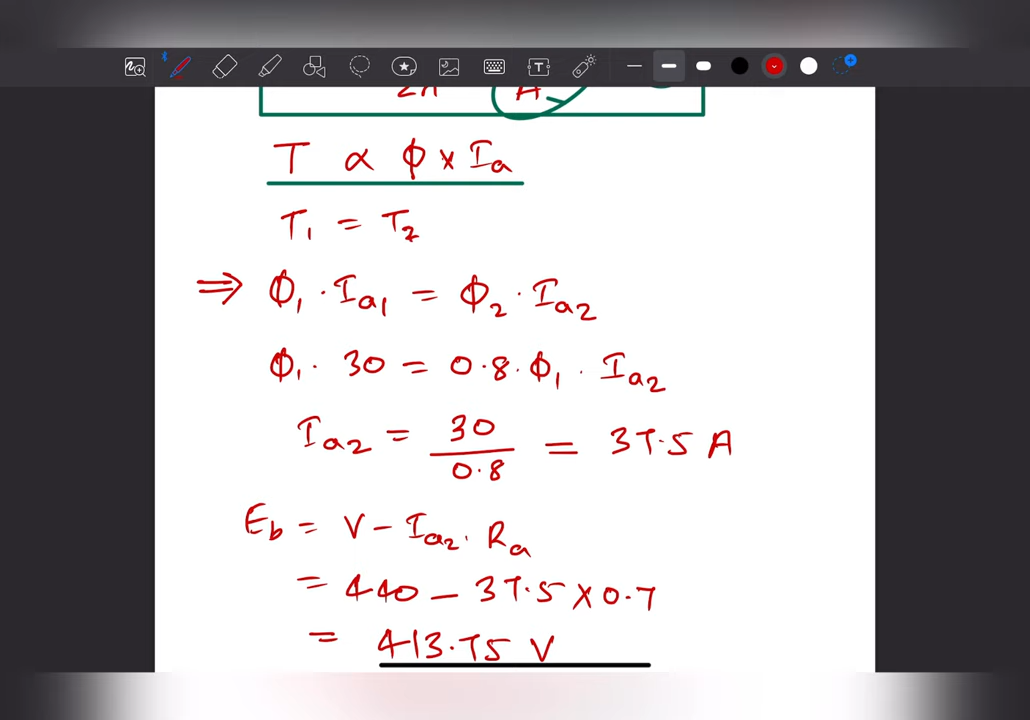 2π A
T ∝ ϕ × Ia
T₁ = T₂
⇒ ϕ₁ · Ia₁ = ϕ₂ · Ia₂
ϕ₁ · 30 = 0.8 · ϕ₁ · Ia₂
Ia₂ = 30 / 0.8 = 37.5 A
Eb = V − Ia₂ · Ra
= 440 − 37.5 × 0.7
= 413.75 V